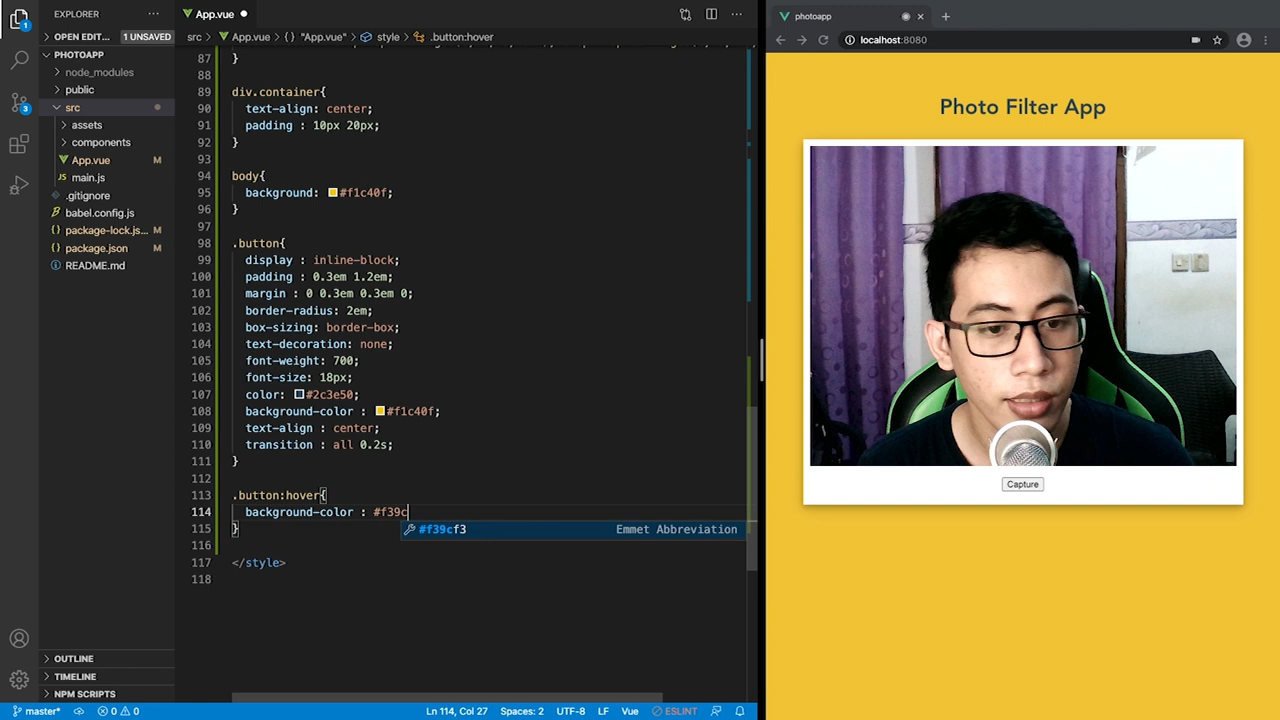 EXPLORER
OPEN EDIT... 1 UNSAVED
PHOTOAPP
node_modules
public
src
assets
components
App.vue M
main.js
.gitignore
babel.config.js
package-lock.js... M
package.json M
README.md
OUTLINE
TIMELINE
NPM SCRIPTS
1
3
App.vue
src > App.vue > {} "App.vue" > style > .button:hover
87 }
88
89 div.container{
90 text-align: center;
91 padding : 10px 20px;
92 }
93
94 body{
95 background: #f1c40f;
96 }
97
98 .button{
99 display : inline-block;
100 padding : 0.3em 1.2em;
101 margin : 0 0.3em 0.3em 0;
102 border-radius: 2em;
103 box-sizing: border-box;
104 text-decoration: none;
105 font-weight: 700;
106 font-size: 18px;
107 color: #2c3e50;
108 background-color : #f1c40f;
109 text-align : center;
110 transition : all 0.2s;
111 }
112
113 .button:hover{
114 background-color : #f39c
#f39cf3 Emmet Abbreviation
115 }
116
117 </style>
118
master* 0 0 Ln 114, Col 27 Spaces: 2 UTF-8 LF Vue ESLINT
photoapp
localhost:8080
Photo Filter App
Capture